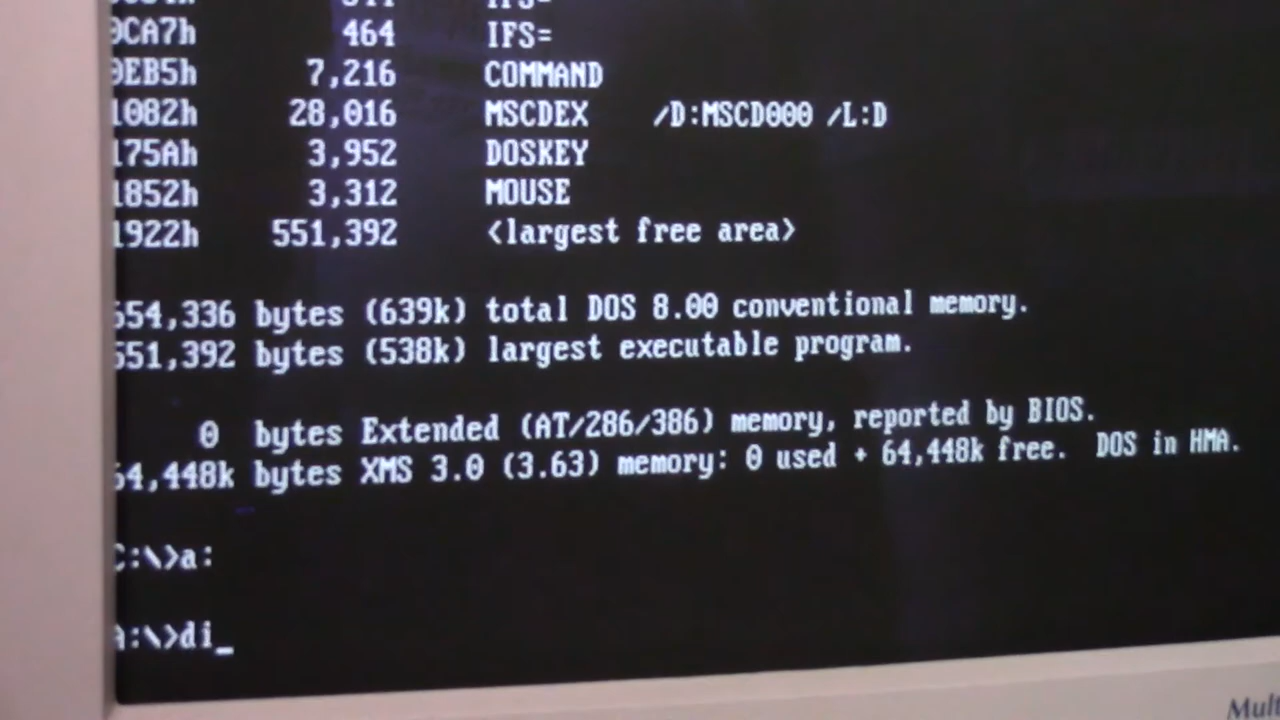 0CA7h 464 IFS=
0EB5h 7,216 COMMAND
1082h 28,016 MSCDEX /D:MSCD000 /L:D
175Ah 3,952 DOSKEY
1852h 3,312 MOUSE
1922h 551,392 <largest free area>
654,336 bytes (639k) total DOS 8.00 conventional memory.
551,392 bytes (538k) largest executable program.
0 bytes Extended (AT/286/386) memory, reported by BIOS.
64,448k bytes XMS 3.0 (3.63) memory: 0 used + 64,448k free. DOS in HMA.
C:\>a:
A:\>di_